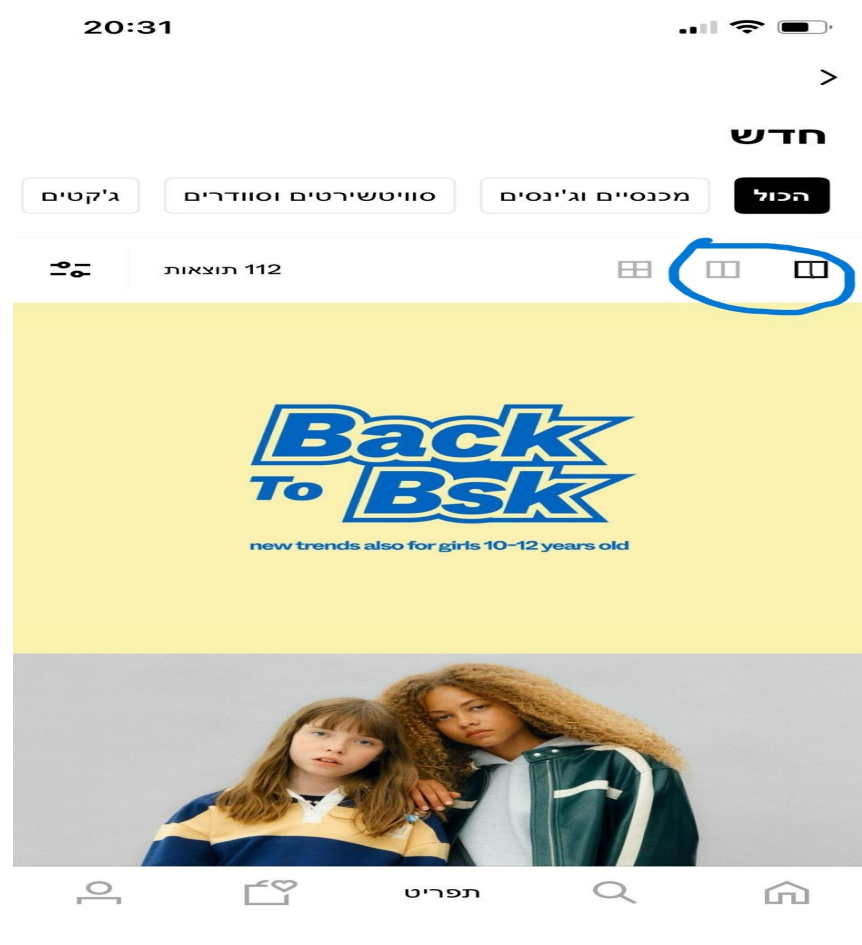 20:31
חדש
הכול
מכנסיים וג'ינסים
סוויטשירטים וסוודרים
ג'קטים
112 תוצאות
Back
To Bsk
new trends also for girls 10-12 years old
תפריט